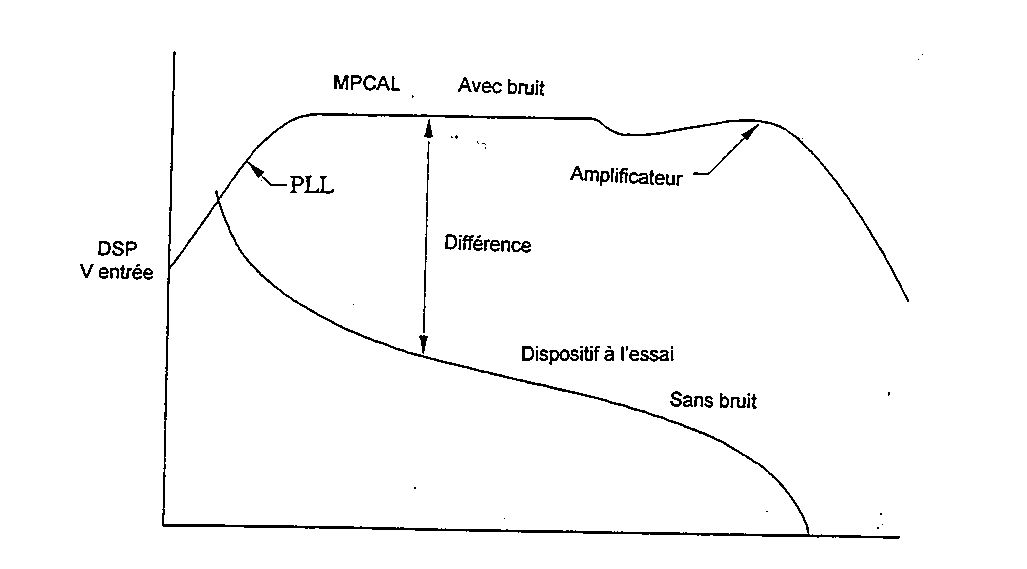 MPCAL Avec bruit
PLL
Amplificateur
DSP
V entrée
Différence
Dispositif à l'essai
Sans bruit